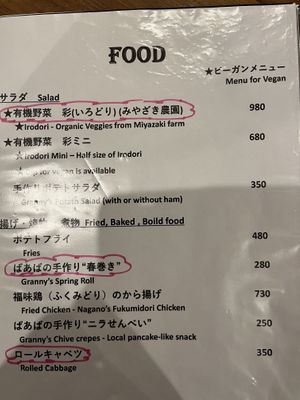 FOOD
★ビーガンメニュー
Menu for Vegan
サラダ Salad
★有機野菜 彩(いろどり)(みやざき農園) 980
★Irodori - Organic Veggies from Miyazaki farm
★有機野菜 彩ミニ 680
★Irodori Mini – Half size of Irodori
for vegan is available
手作りポテトサラダ 350
Granny's Potato Salad (with or without ham)
揚げ・焼物・煮物 Fried, Baked , Boild food
ポテトフライ 480
Fries
ばあばの手作り"春巻き" 280
Granny's Spring Roll
福味鶏(ふくみどり)のから揚げ 730
Fried Chicken - Nagano's Fukumidori Chicken
ばあばの手作り"ニラせんべい" 250
Granny's Chive crepes - Local pancake-like snack
ロールキャベツ 350
Rolled Cabbage